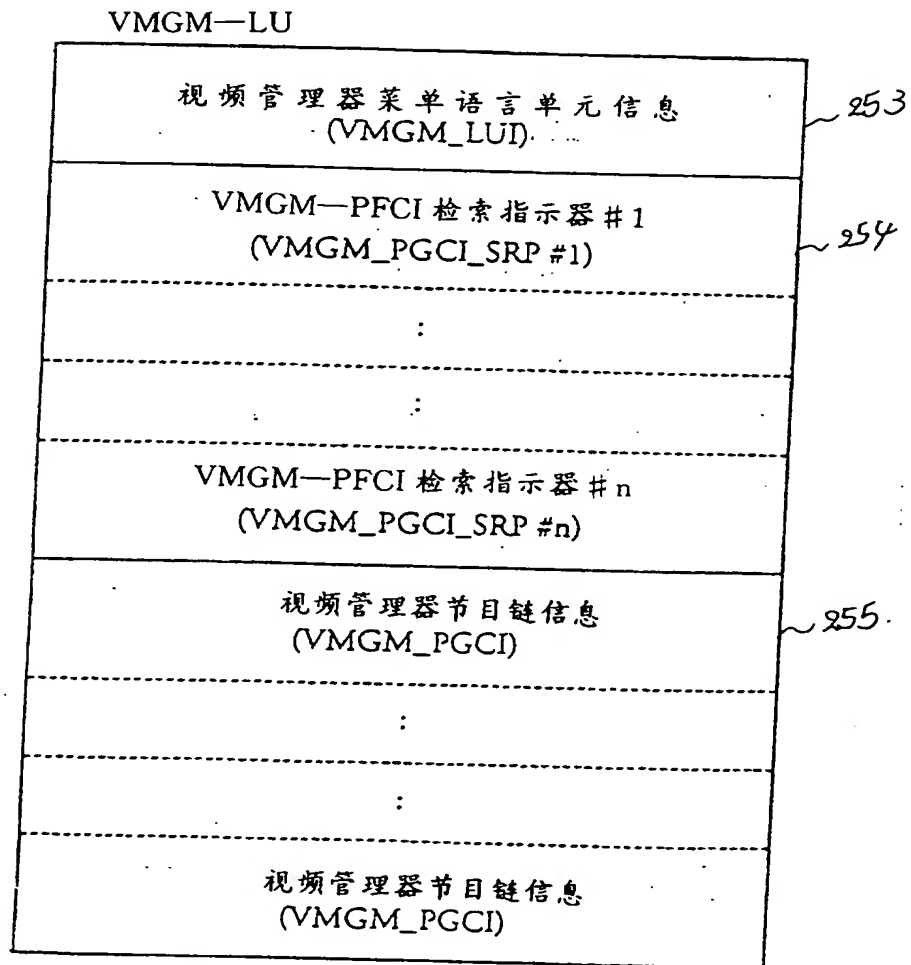 VMGM—LU
视频管理器菜单语言单元信息
(VMGM_LUI)
253
VMGM—PFCI 检索指示器 #1
(VMGM_PGCI_SRP #1)
254
:
:
VMGM—PFCI 检索指示器 #n
(VMGM_PGCI_SRP #n)
视频管理器节目链信息
(VMGM_PGCI)
255.
:
:
视频管理器节目链信息
(VMGM_PGCI)